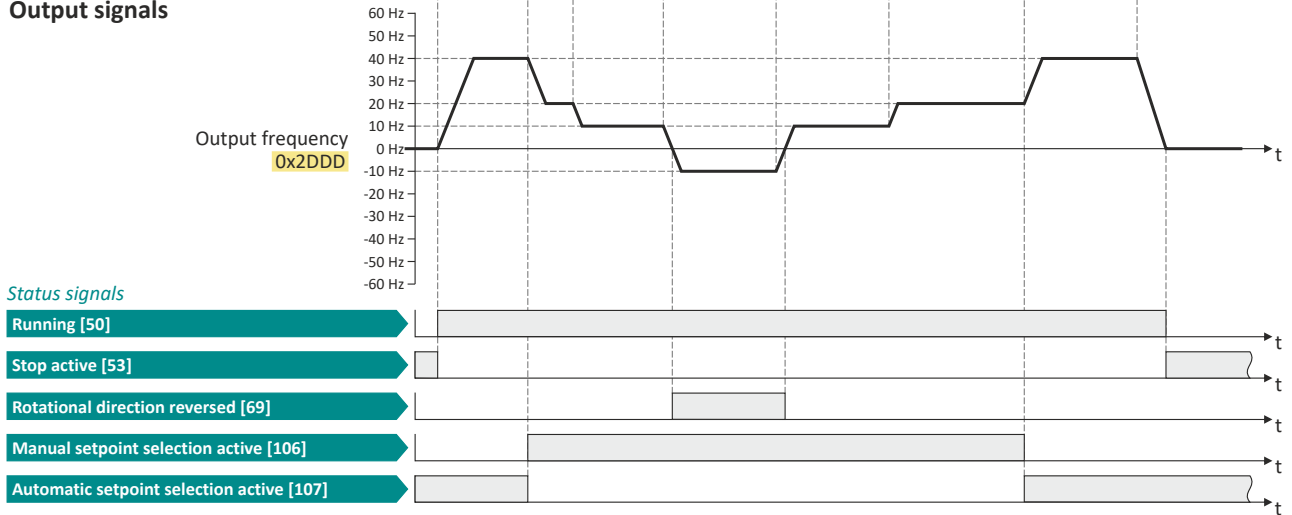 Output signals
60 Hz
50 Hz
40 Hz
30 Hz
20 Hz
10 Hz
0 Hz
-10 Hz
-20 Hz
-30 Hz
-40 Hz
-50 Hz
-60 Hz
Output frequency
0x2DDD
t
Status signals
Running [50]
t
Stop active [53]
t
Rotational direction reversed [69]
t
Manual setpoint selection active [106]
t
Automatic setpoint selection active [107]
t